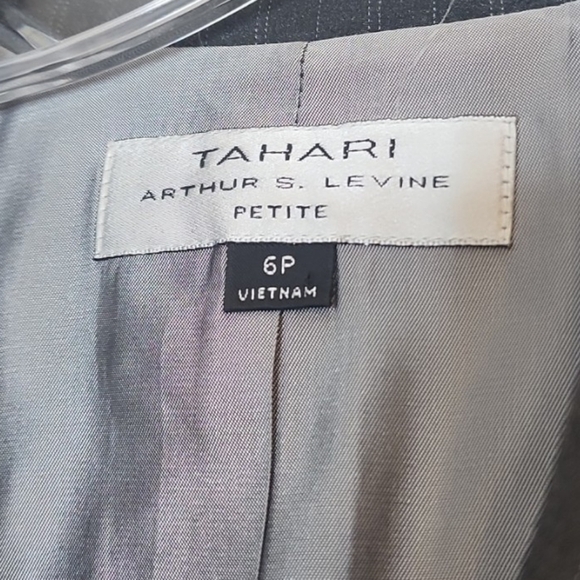 TAHARI
ARTHUR S. LEVINE
PETITE
6P
VIETNAM